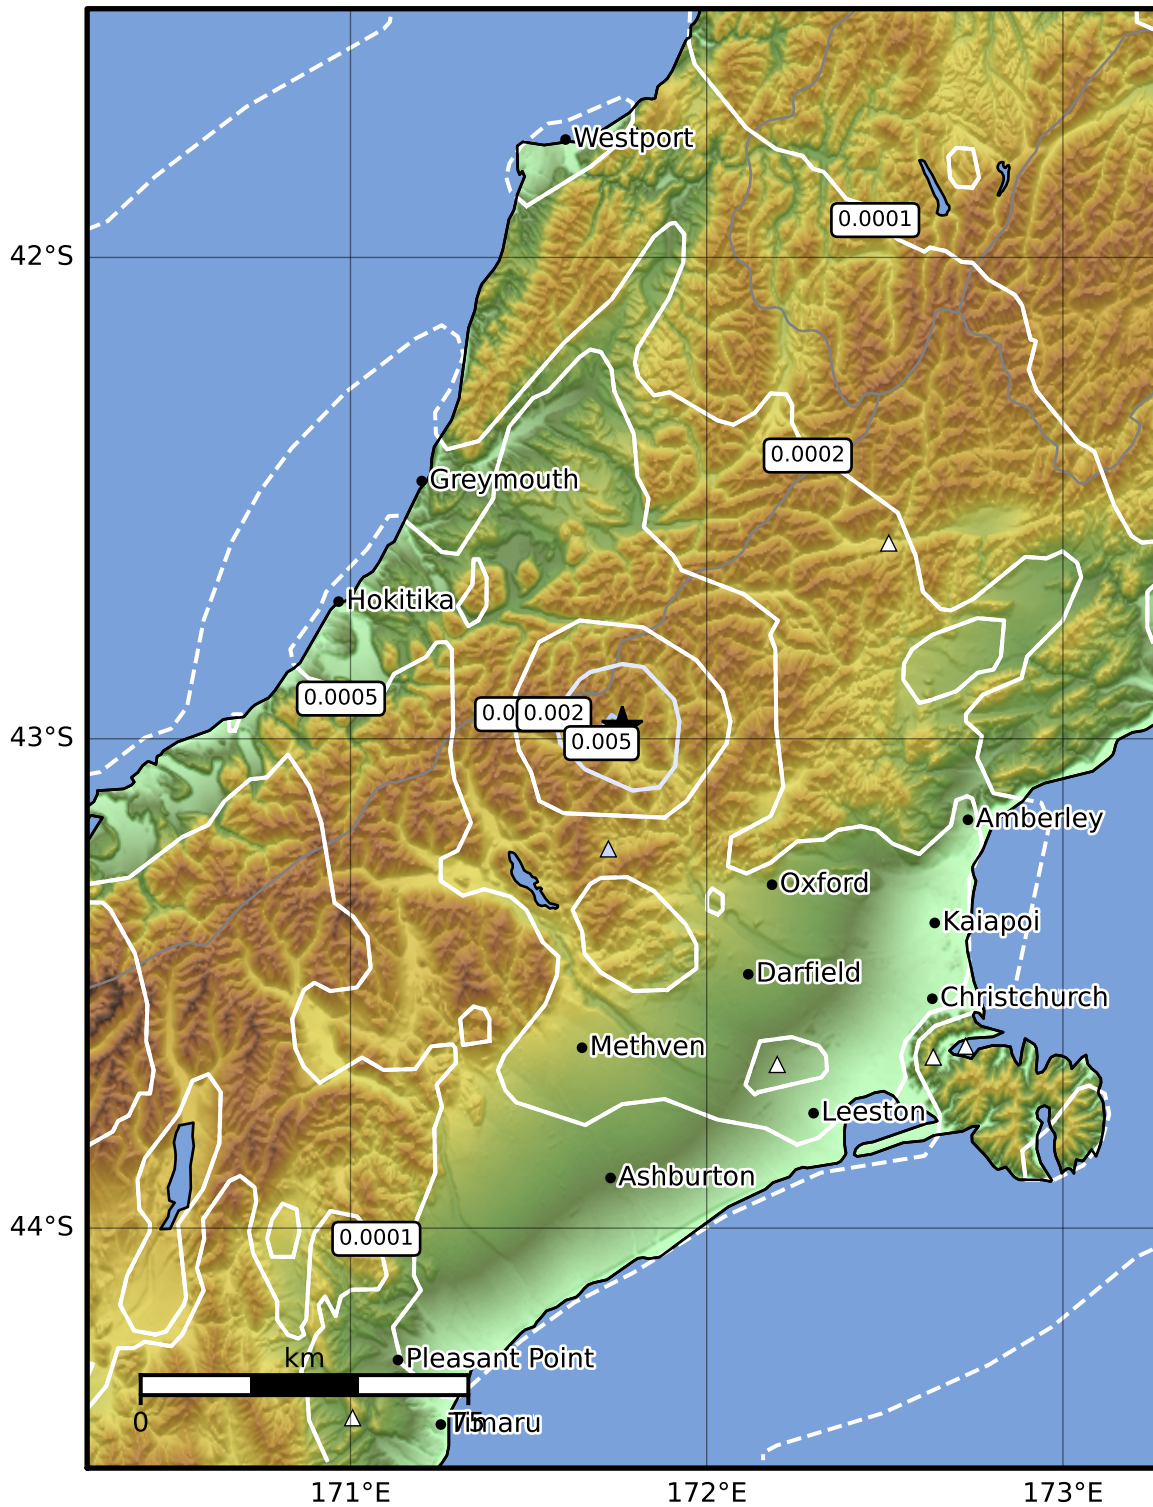 Westport
0.0001
42°S
0.0002
Greymouth
Hokitika
0.0005
0.002
0.005
43°S
Amberley
Oxford
Kaiapoi
Darfield
Christchurch
Methven
Leeston
Ashburton
44°S
0.0001
km
Pleasant Point
0
Timaru
171°E
172°E
173°E